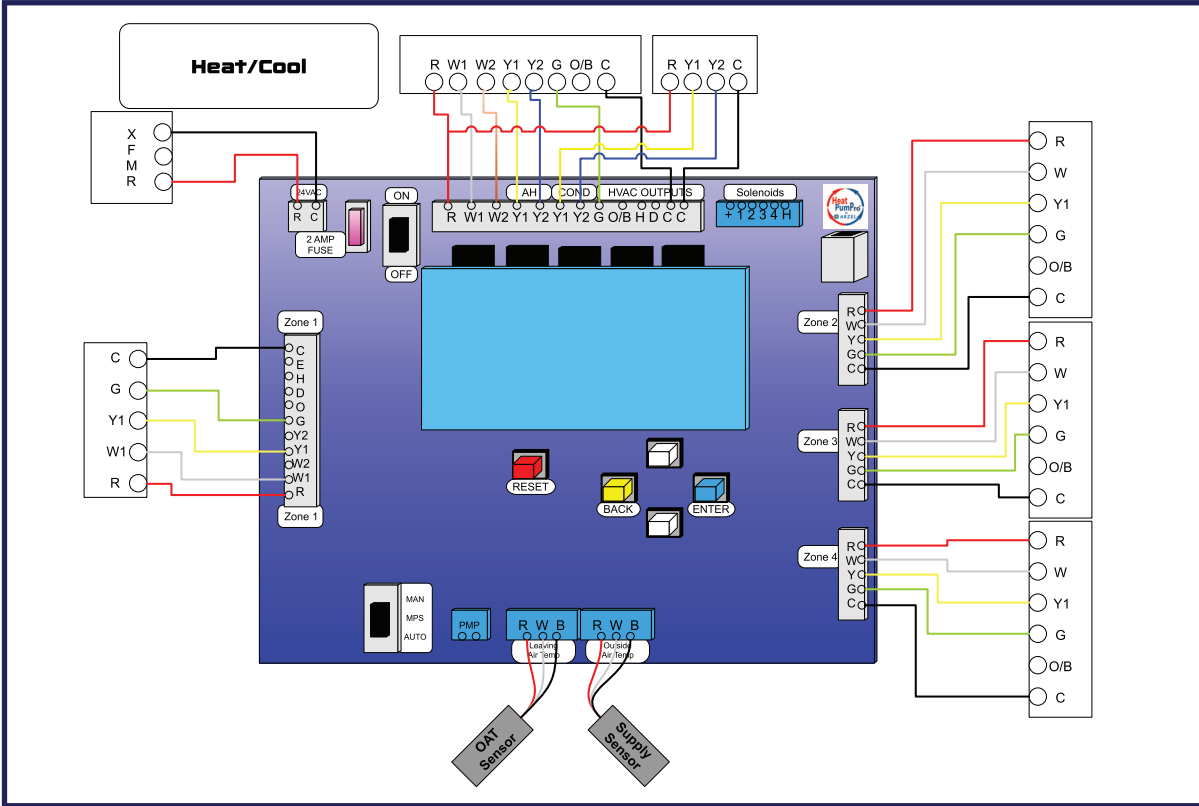 Heat/Cool
R W1 W2 Y1 Y2 G O/B C
R Y1 Y2 C
X
F
M
R
24VAC
R C
2 AMP
FUSE
ON
OFF
AH
COND
HVAC OUTPUTS
R W1 W2 Y1 Y2 Y1 Y2 G O/B H D C C
Solenoids
+ 1 2 3 4 H
Heat
PumpPro
ARZEL
Zone 1
C
E
H
D
O
G
Y2
Y1
W2
W1
R
Zone 1
C
G
Y1
W1
R
RESET
BACK
ENTER
Zone 2
R
W
Y
G
C
Zone 3
R
W
Y
G
C
Zone 4
R
W
Y
G
C
R
W
Y1
G
O/B
C
R
W
Y1
G
O/B
C
R
W
Y1
G
O/B
C
MAN
MPS
AUTO
PMP
R W B
Leaving
Air Temp
R W B
Outside
Air Temp
OAT
Sensor
Supply
Sensor